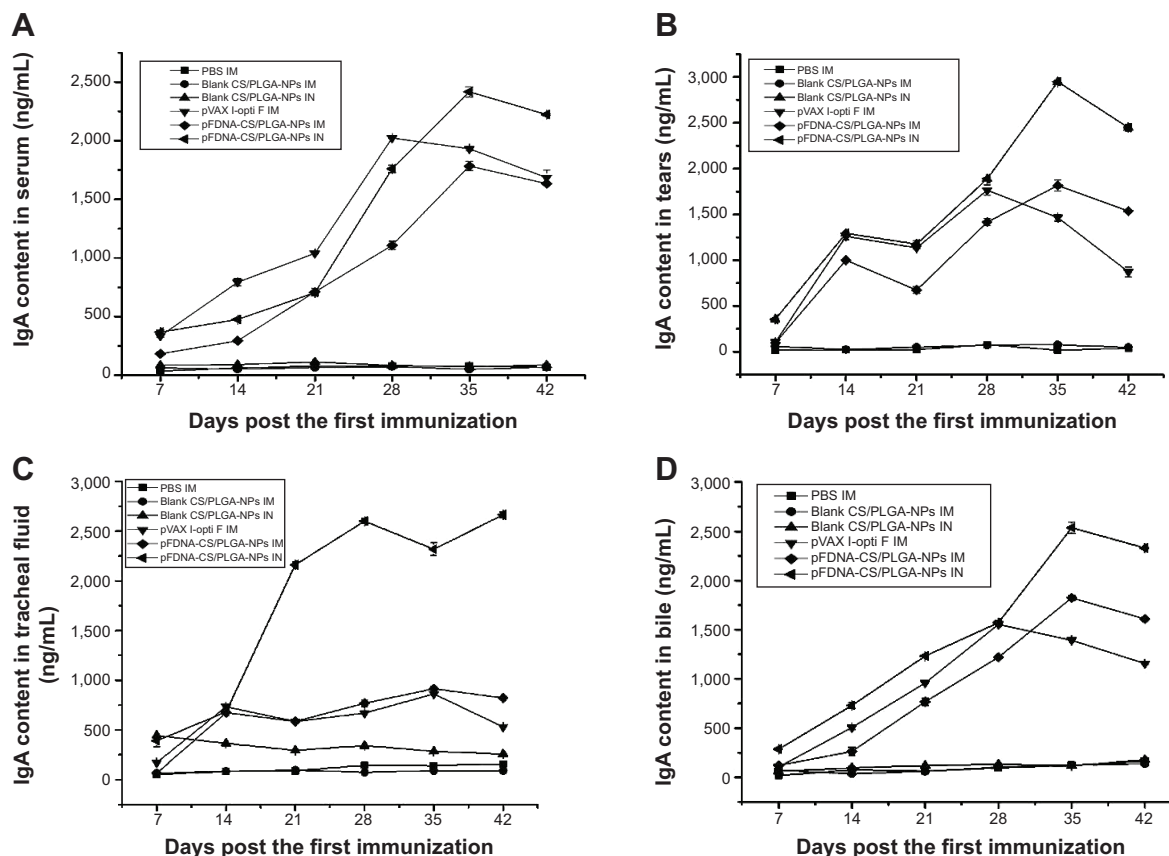 A
IgA content in serum (ng/mL)
2,500
2,000
1,500
1,000
500
0
PBS IM
Blank CS/PLGA-NPs IM
Blank CS/PLGA-NPs IN
pVAX I-opti F IM
pFDNA-CS/PLGA-NPs IM
pFDNA-CS/PLGA-NPs IN
7 14 21 28 35 42
Days post the first immunization
B
IgA content in tears (ng/mL)
3,000
2,500
2,000
1,500
1,000
500
0
PBS IM
Blank CS/PLGA-NPs IM
Blank CS/PLGA-NPs IN
pVAX I-opti F IM
pFDNA-CS/PLGA-NPs IM
pFDNA-CS/PLGA-NPs IN
7 14 21 28 35 42
Days post the first immunization
C
IgA content in tracheal fluid
(ng/mL)
3,000
2,500
2,000
1,500
1,000
500
0
PBS IM
Blank CS/PLGA-NPs IM
Blank CS/PLGA-NPs IN
pVAX I-opti F IM
pFDNA-CS/PLGA-NPs IM
pFDNA-CS/PLGA-NPs IN
7 14 21 28 35 42
Days post the first immunization
D
IgA content in bile (ng/mL)
3,000
2,500
2,000
1,500
1,000
500
0
PBS IM
Blank CS/PLGA-NPs IM
Blank CS/PLGA-NPs IN
pVAX I-opti F IM
pFDNA-CS/PLGA-NPs IM
pFDNA-CS/PLGA-NPs IN
7 14 21 28 35 42
Days post the first immunization